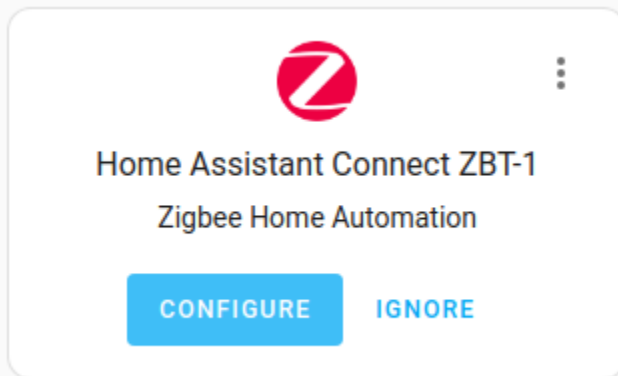 Home Assistant Connect ZBT-1
Zigbee Home Automation
CONFIGURE IGNORE